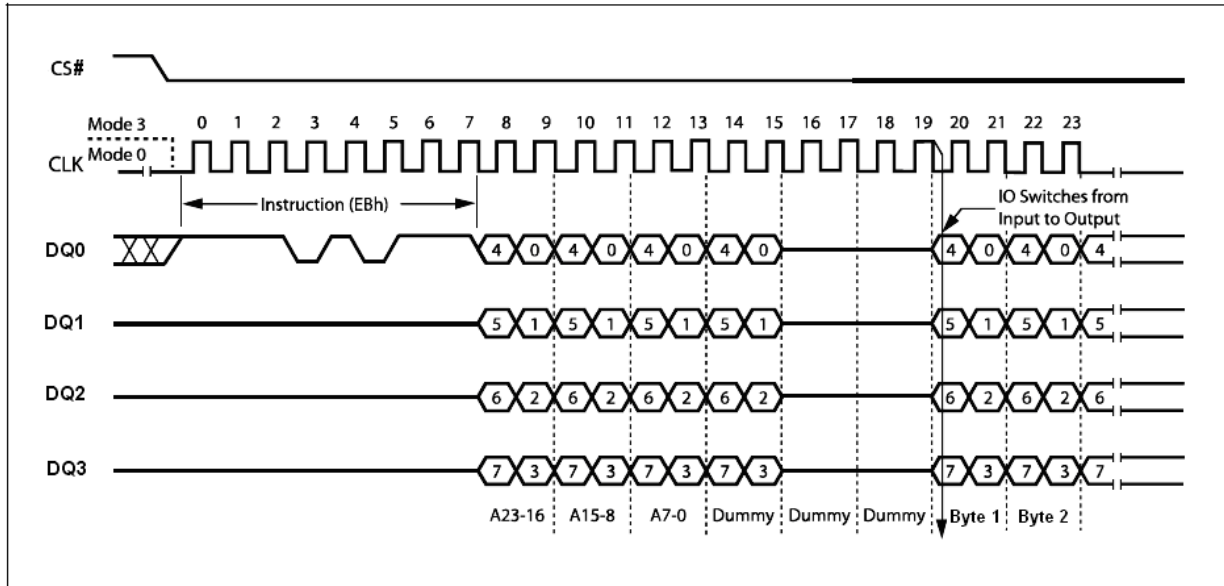 CS#
Mode 3
0 1 2 3 4 5 6 7 8 9 10 11 12 13 14 15 16 17 18 19 20 21 22 23
Mode 0
CLK
Instruction (EBh)
IO Switches from
Input to Output
DQ0 4 0 4 0 4 0 4 0 4 0 4 0 4
DQ1 5 1 5 1 5 1 5 1 5 1 5 1 5
DQ2 6 2 6 2 6 2 6 2 6 2 6 2 6
DQ3 7 3 7 3 7 3 7 3 7 3 7 3 7
A23-16 A15-8 A7-0 Dummy Dummy Dummy Byte 1 Byte 2